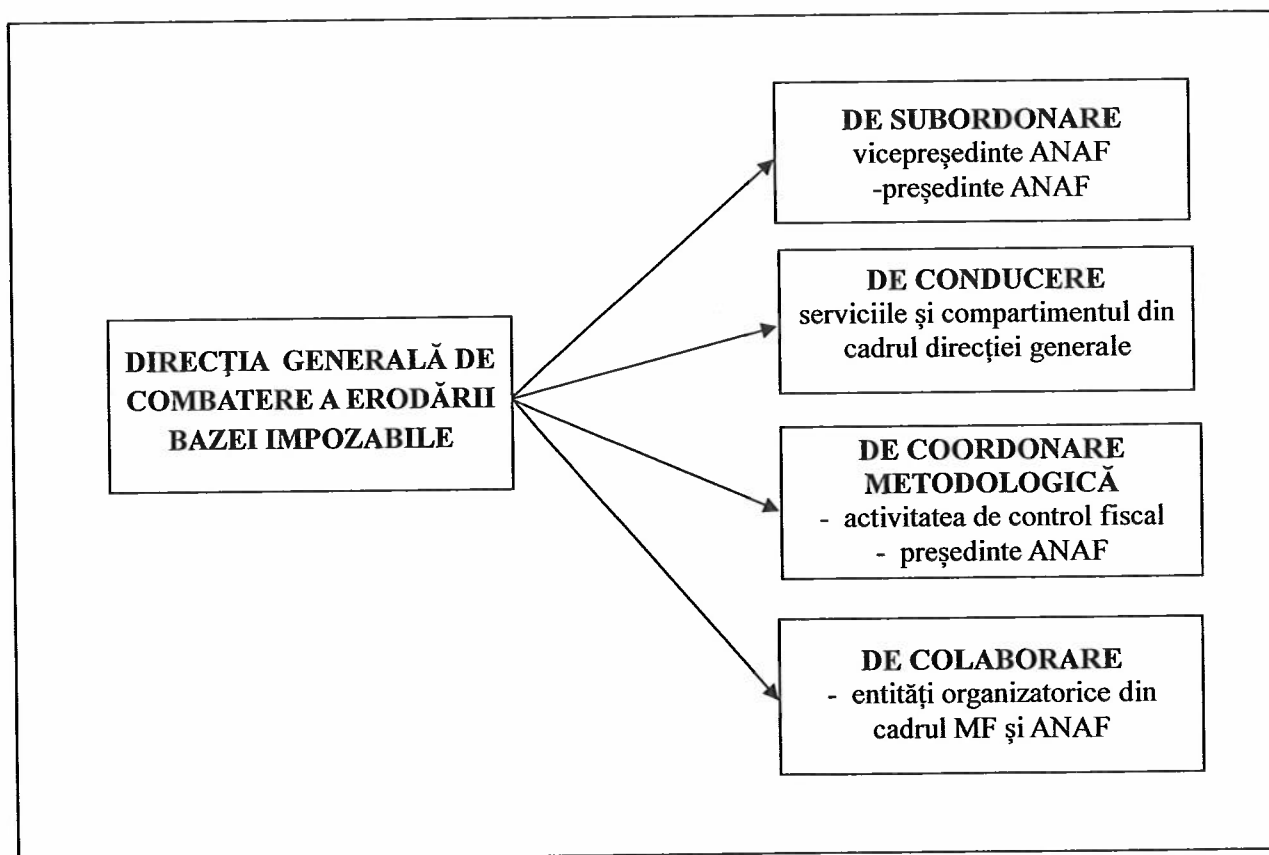 DIRECŢIA GENERALĂ DE
COMBATERE A ERODĂRII
BAZEI IMPOZABILE
DE SUBORDONARE
vicepreşedinte ANAF
-preşedinte ANAF
DE CONDUCERE
serviciile şi compartimentul din
cadrul direcţiei generale
DE COORDONARE
METODOLOGICĂ
- activitatea de control fiscal
- preşedinte ANAF
DE COLABORARE
- entităţi organizatorice din
cadrul MF şi ANAF